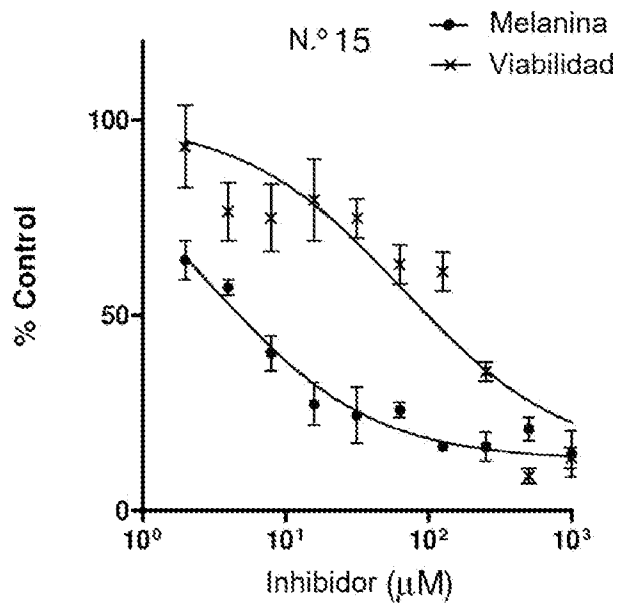 N.º 15
Melanina
Viabilidad
% Control
100
50
0
10⁰ 10¹ 10² 10³
Inhibidor (µM)